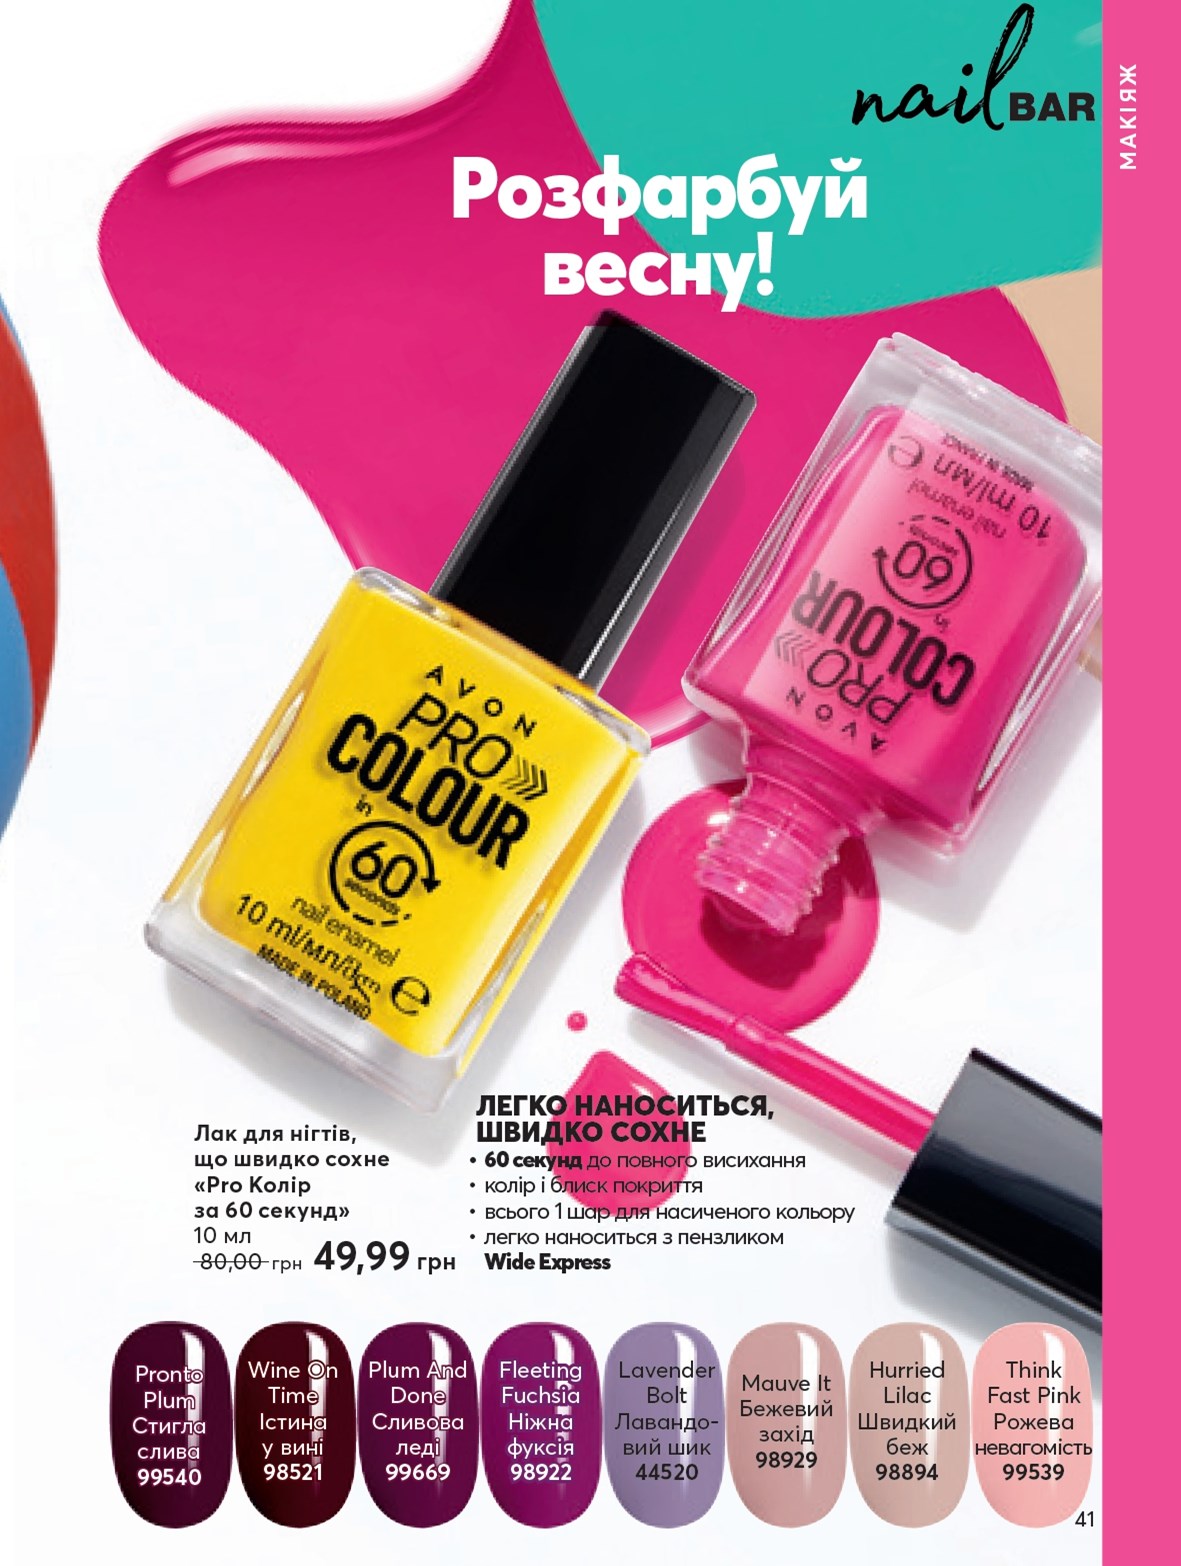 nail BAR
МАКІЯЖ
Розфарбуй
весну!
AVON
PRO
COLOUR
in
60
seconds
nail enamel
10 ml/мл/მლ e
MADE IN POLAND
AVON
PRO
COLOUR
in
60
seconds
nail enamel
10 ml/мл e
MADE IN FRANCE
Лак для нігтів,
що швидко сохне
«Pro Колір
за 60 секунд»
10 мл
80,00 грн 49,99 грн
ЛЕГКО НАНОСИТЬСЯ,
ШВИДКО СОХНЕ
• 60 секунд до повного висихання
• колір і блиск покриття
• всього 1 шар для насиченого кольору
• легко наноситься з пензликом
Wide Express
Pronto
Plum
Стигла
слива
99540
Wine On
Time
Істина
у вині
98521
Plum And
Done
Сливова
леді
99669
Fleeting
Fuchsia
Ніжна
фуксія
98922
Lavender
Bolt
Лавандо-
вий шик
44520
Mauve It
Бежевий
захід
98929
Hurried
Lilac
Швидкий
беж
98894
Think
Fast Pink
Рожева
невагомість
99539
41